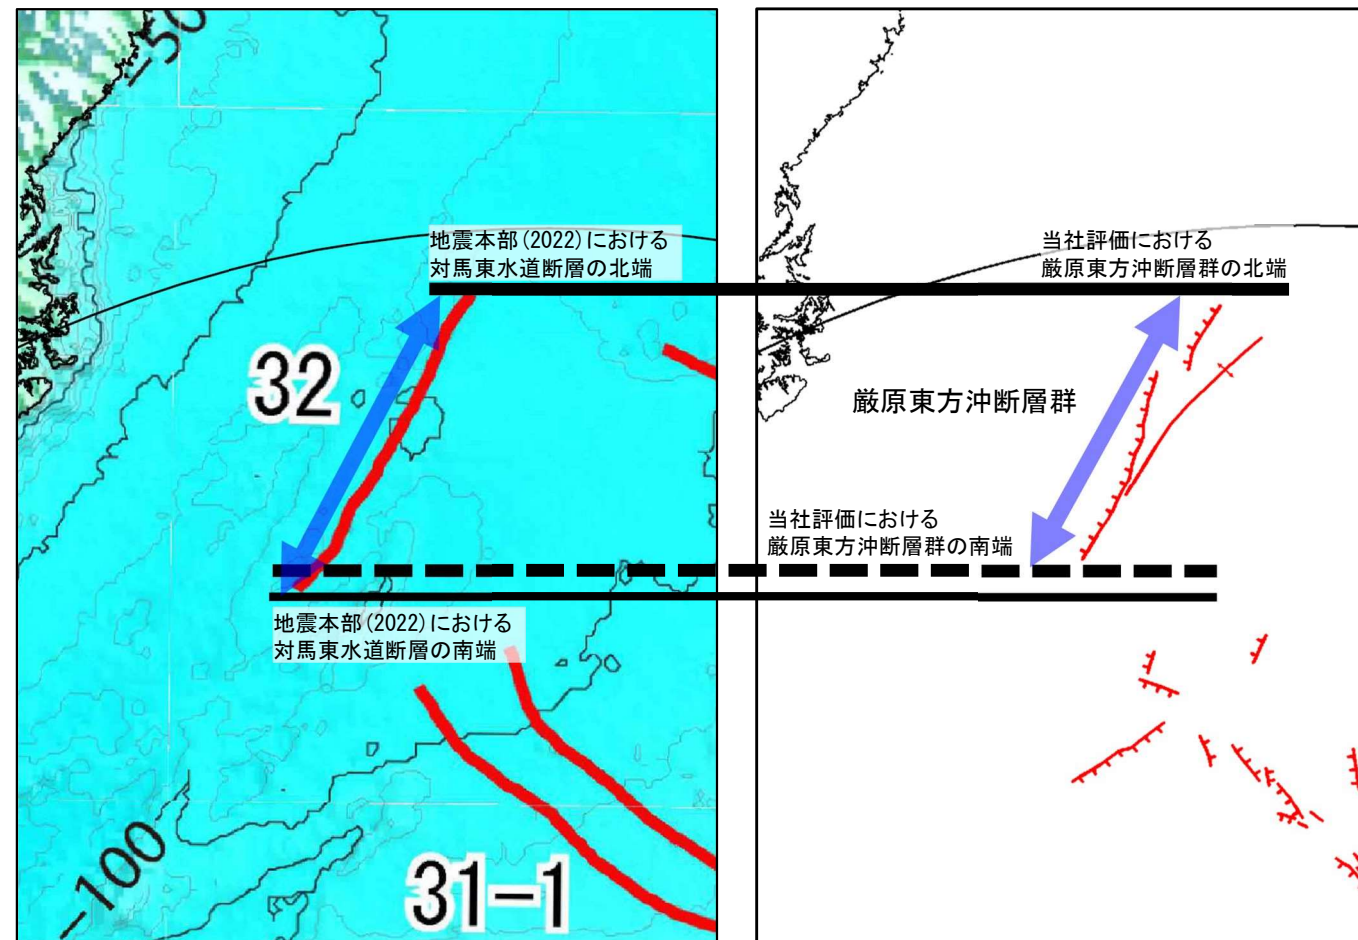 -50
地震本部(2022)における
対馬東水道断層の北端
32
地震本部(2022)における
対馬東水道断層の南端
-100
31-1
当社評価における
厳原東方沖断層群の北端
厳原東方沖断層群
当社評価における
厳原東方沖断層群の南端